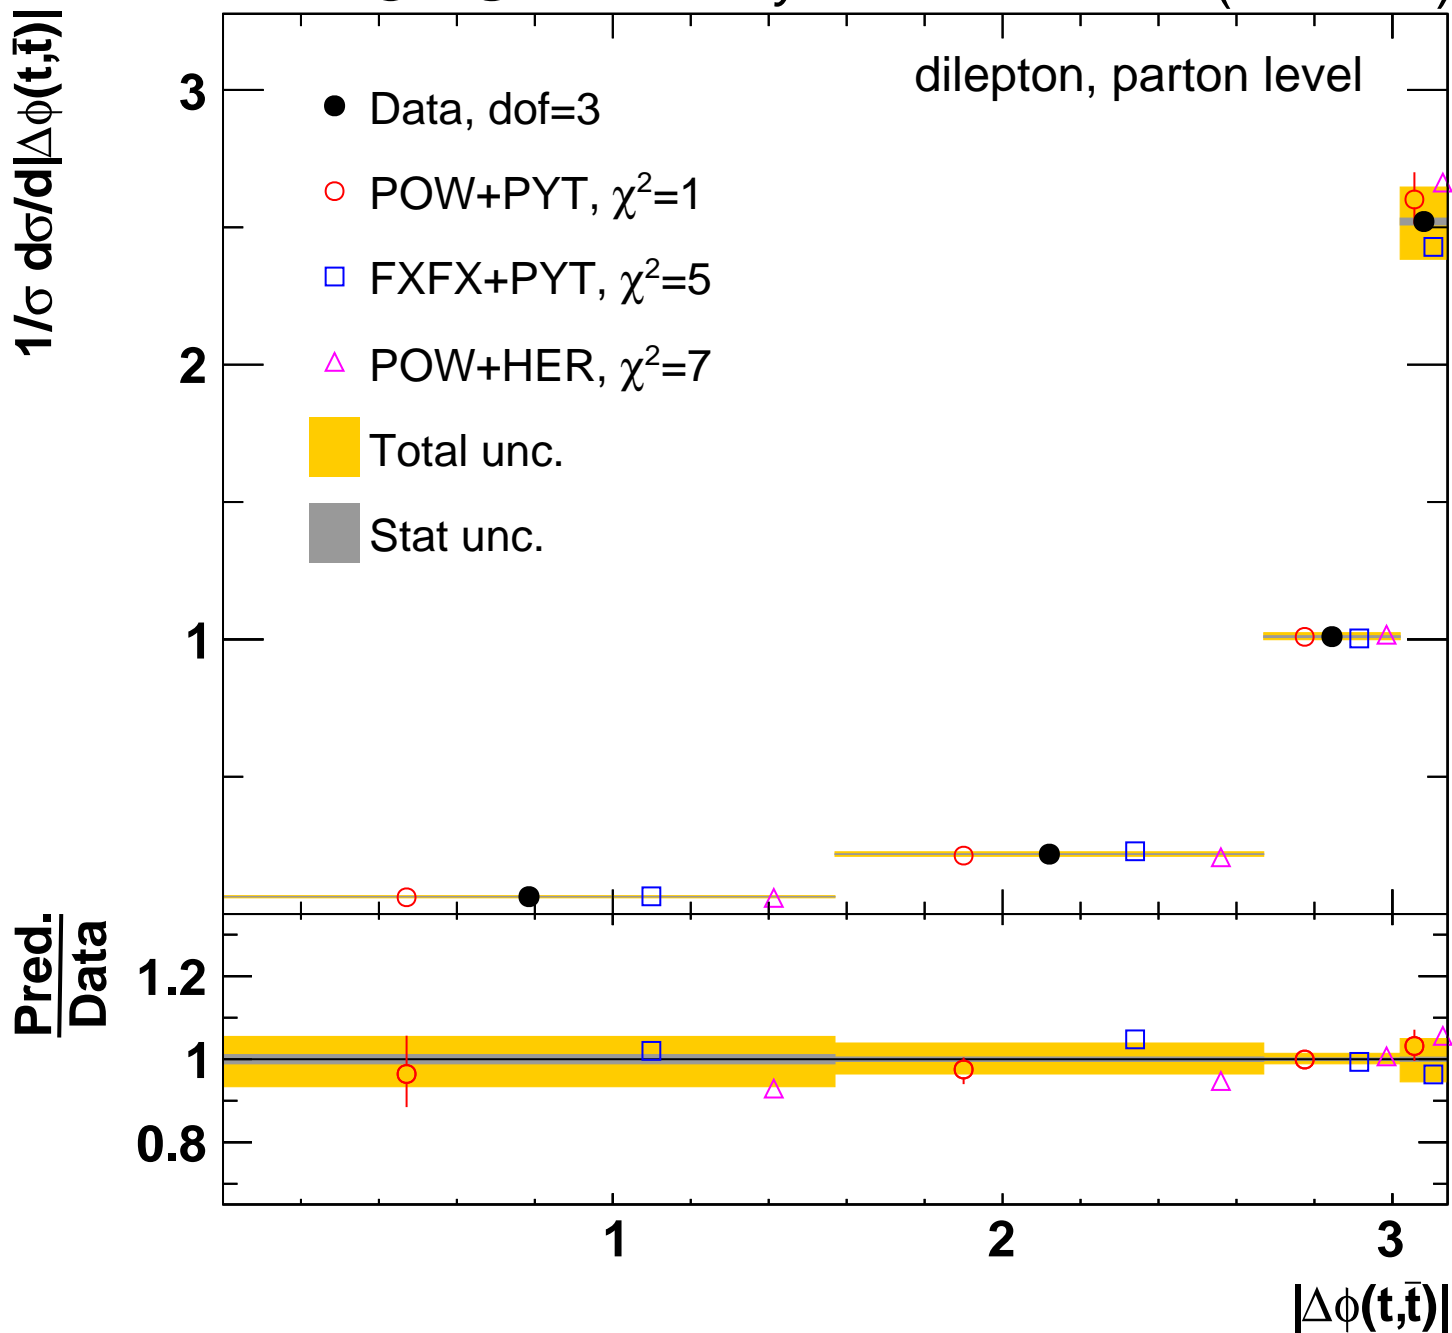 dilepton, parton level
1/σ dσ/d|Δϕ(t,t̄)|
3
2
1
Data, dof=3
POW+PYT, χ²=1
FXFX+PYT, χ²=5
POW+HER, χ²=7
Total unc.
Stat unc.
Pred.
Data
1.2
1
0.8
1
2
3
|Δϕ(t,t̄)|